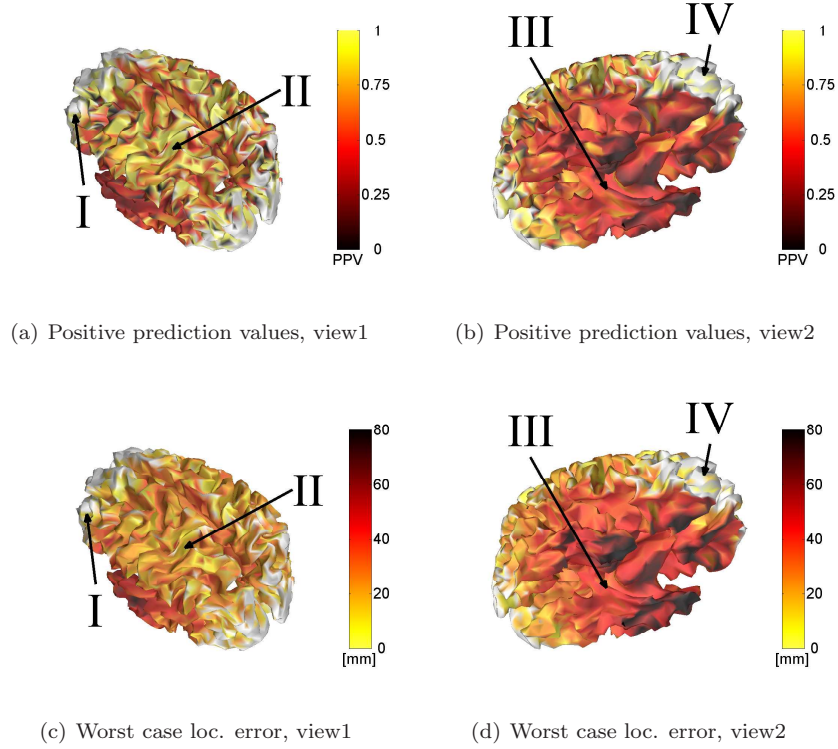 I
II
1
0.75
0.5
0.25
0
PPV
III
IV
1
0.75
0.5
0.25
0
PPV
(a) Positive prediction values, view1
(b) Positive prediction values, view2
I
II
80
60
40
20
0
[mm]
III
IV
80
60
40
20
0
[mm]
(c) Worst case loc. error, view1
(d) Worst case loc. error, view2